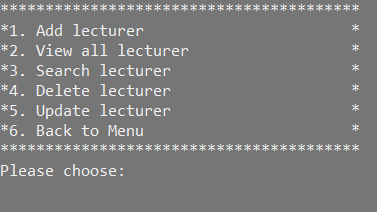 ****************************************
*1. Add lecturer                       *
*2. View all lecturer                  *
*3. Search lecturer                    *
*4. Delete lecturer                    *
*5. Update lecturer                    *
*6. Back to Menu                       *
****************************************
Please choose: